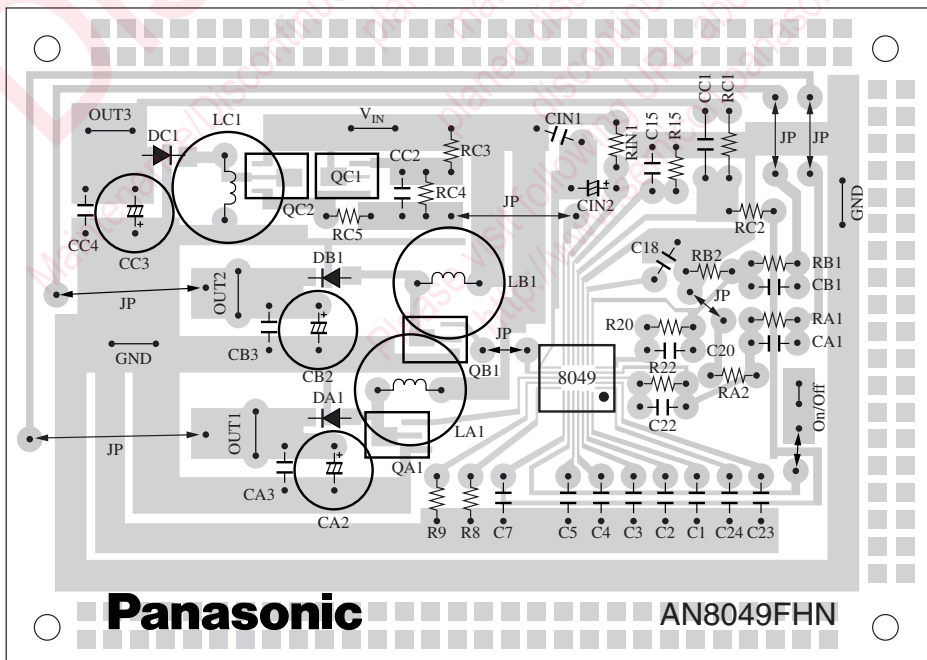 OUT3
DC1
LC1
VIN
CIN1
RIN1
C15
R15
CC1
RC1
JP
JP
QC2
QC1
CC2
RC3
RC4
RC5
JP
CIN2
RC2
GND
CC4
CC3
JP
OUT2
DB1
LB1
C18
RB2
RB1
CB1
JP
GND
CB3
CB2
QB1
JP
8049
R20
C20
RA1
CA1
R22
RA2
C22
On/Off
OUT1
DA1
LA1
QA1
JP
CA3
CA2
R9
R8
C7
C5
C4
C3
C2
C1
C24
C23
Panasonic
AN8049FHN